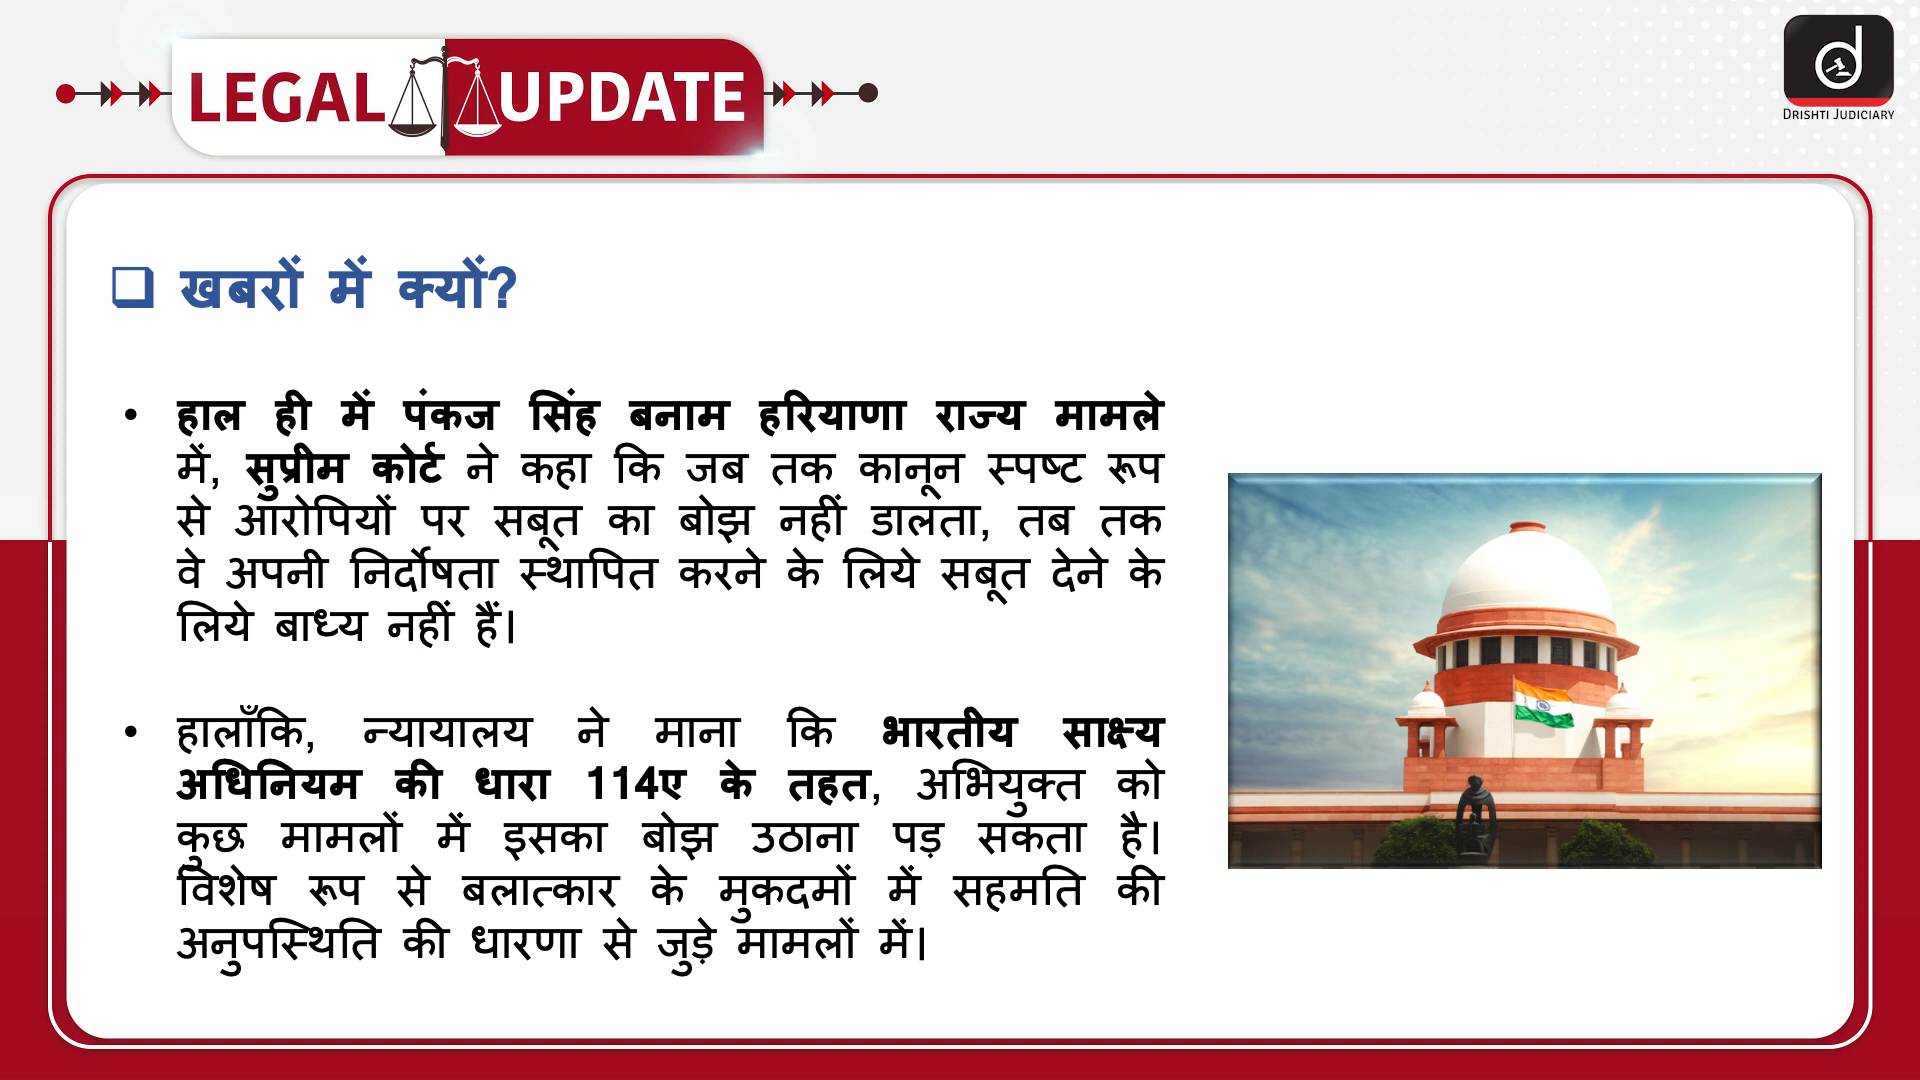 LEGAL UPDATE
DRISHTI JUDICIARY
खबरों में क्यों?
• हाल ही में पंकज सिंह बनाम हरियाणा राज्य मामले
में, सुप्रीम कोर्ट ने कहा कि जब तक कानून स्पष्ट रूप
से आरोपियों पर सबूत का बोझ नहीं डालता, तब तक
वे अपनी निर्दोषता स्थापित करने के लिये सबूत देने के
लिये बाध्य नहीं हैं।
• हालाँकि, न्यायालय ने माना कि भारतीय साक्ष्य
अधिनियम की धारा 114ए के तहत, अभियुक्त को
कुछ मामलों में इसका बोझ उठाना पड़ सकता है।
विशेष रूप से बलात्कार के मुकदमों में सहमति की
अनुपस्थिति की धारणा से जुड़े मामलों में।